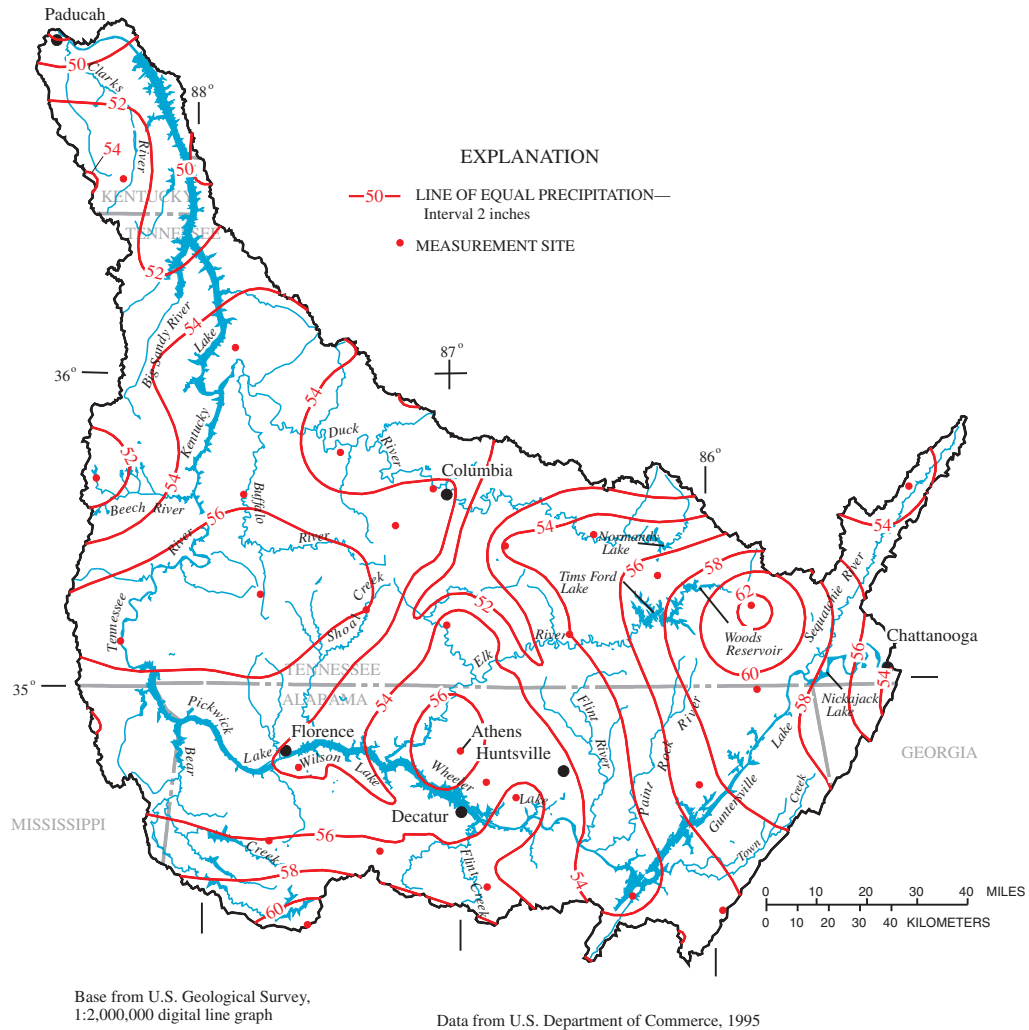 Paducah
50
Clarks
88°
52
54
River
50
EXPLANATION
50 LINE OF EQUAL PRECIPITATION—
Interval 2 inches
MEASUREMENT SITE
KENTUCKY
TENNESSEE
52
Big Sandy River
54
Lake
36°
87°
54
Kentucky
Duck
River
52
54
Columbia
86°
Beech River
56
Buffalo
River
River
54
54
Normandy
Lake
56
58
Tims Ford
Lake
62
Sequatchie River
Creek
Shoal
52
Tennessee
River
Elk
Woods
Reservoir
Chattanooga
56
60
54
35°
TENNESSEE
ALABAMA
Nickajack
Lake
58
Pickwick
54
56
Flint
River
River
Rock
Paint
Lake
GEORGIA
Florence
Athens
Huntsville
Bear
Lake
Wilson
Lake
Wheeler
Lake
Guntersville
Creek
Town
MISSISSIPPI
Decatur
56
Creek
58
Flint Creek
54
60
0 10 20 30 40 MILES
0 10 20 30 40 KILOMETERS
Base from U.S. Geological Survey,
1:2,000,000 digital line graph
Data from U.S. Department of Commerce, 1995